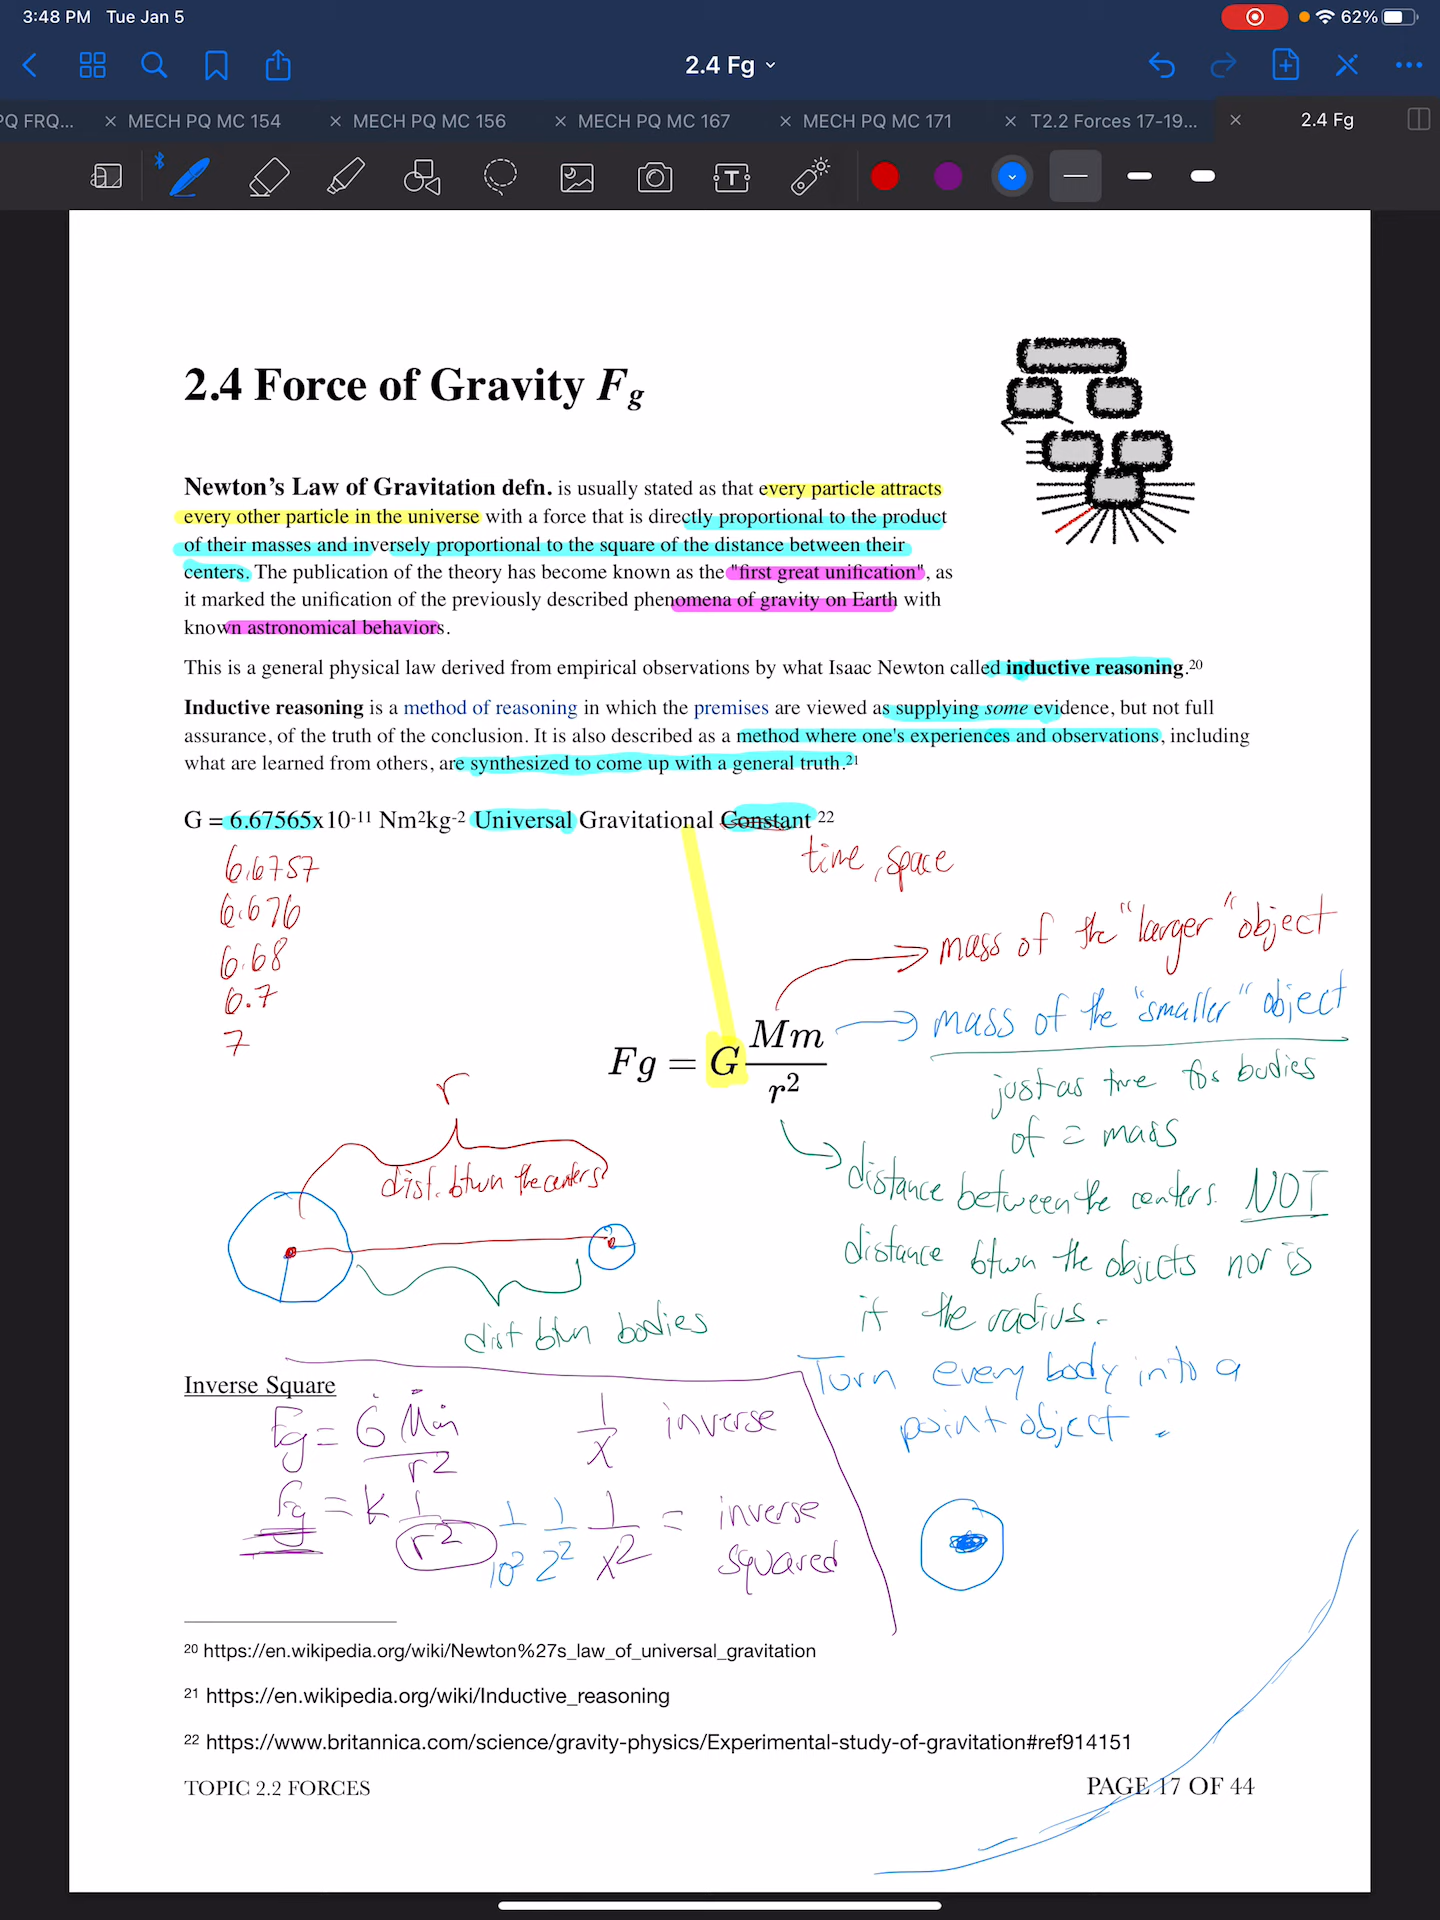 3:48 PM Tue Jan 5
62%
2.4 Fg
PQ FRQ...
MECH PQ MC 154
MECH PQ MC 156
MECH PQ MC 167
MECH PQ MC 171
T2.2 Forces 17-19...
2.4 Fg
2.4 Force of Gravity Fg
Newton's Law of Gravitation defn. is usually stated as that every particle attracts
every other particle in the universe with a force that is directly proportional to the product
of their masses and inversely proportional to the square of the distance between their
centers. The publication of the theory has become known as the "first great unification", as
it marked the unification of the previously described phenomena of gravity on Earth with
known astronomical behaviors.
This is a general physical law derived from empirical observations by what Isaac Newton called inductive reasoning.20
Inductive reasoning is a method of reasoning in which the premises are viewed as supplying some evidence, but not full
assurance, of the truth of the conclusion. It is also described as a method where one's experiences and observations, including
what are learned from others, are synthesized to come up with a general truth.21
G = 6.67565x10-11 Nm2kg-2 Universal Gravitational Constant 22
time, space
6.6757
6.676
6.68
6.7
7
mass of the "larger" object
mass of the "smaller" object
Fg = G Mm / r2
just as true for bodies
of = mass
r
dist. btwn the centers
distance between the centers NOT
distance btwn the objects nor is
it the radius.
dist btwn bodies
Turn every body into a
point object.
Inverse Square
Fg = G Mm / r2
1/x inverse
Fg = k 1/r2
1/102 1/22 1/x2 = inverse
squared
20 https://en.wikipedia.org/wiki/Newton%27s_law_of_universal_gravitation
21 https://en.wikipedia.org/wiki/Inductive_reasoning
22 https://www.britannica.com/science/gravity-physics/Experimental-study-of-gravitation#ref914151
TOPIC 2.2 FORCES
PAGE 17 OF 44